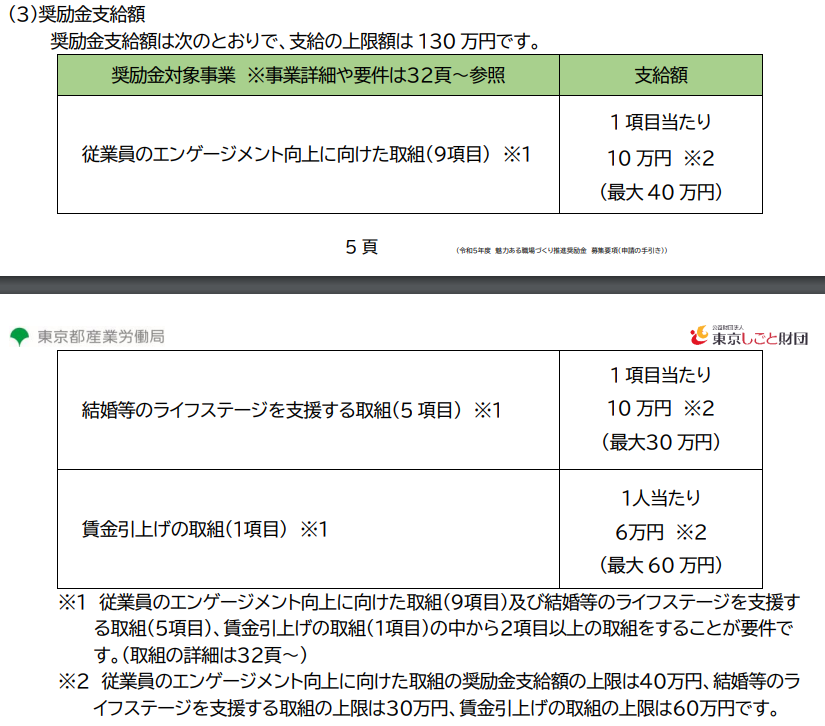 （3）奨励金支給額
奨励金支給額は次のとおりで、支給の上限額は130万円です。
奨励金対象事業　※事業詳細や要件は32頁～参照
支給額
従業員のエンゲージメント向上に向けた取組（9項目）　※1
1項目当たり
10万円　※2
（最大40万円）
5頁
（令和5年度　魅力ある職場づくり推進奨励金　募集要項（申請の手引き））
東京都産業労働局
公益財団法人
東京しごと財団
結婚等のライフステージを支援する取組（5項目）　※1
1項目当たり
10万円　※2
（最大30万円）
賃金引上げの取組（1項目）　※1
1人当たり
6万円　※2
（最大60万円）
※1　従業員のエンゲージメント向上に向けた取組（9項目）及び結婚等のライフステージを支援す
る取組（5項目）、賃金引上げの取組（1項目）の中から2項目以上の取組をすることが要件で
す。（取組の詳細は32頁～）
※2　従業員のエンゲージメント向上に向けた取組の奨励金支給額の上限は40万円、結婚等のラ
イフステージを支援する取組の上限は30万円、賃金引上げの取組の上限は60万円です。